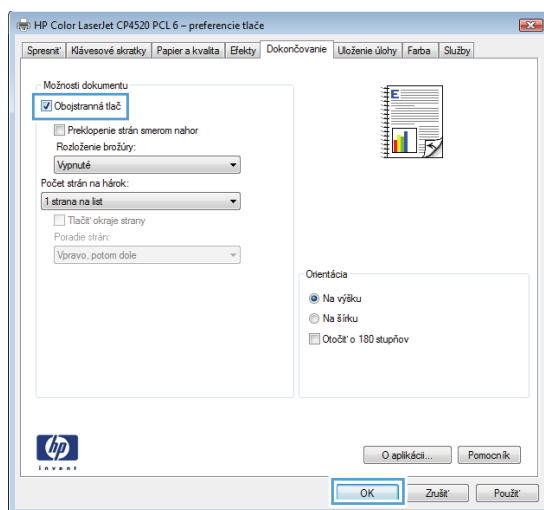 HP Color LaserJet CP4520 PCL 6 – preferencie tlače
Spresniť Klávesové skratky Papier a kvalita Efekty Dokončovanie Uloženie úlohy Farba Služby
Možnosti dokumentu
Obojstranná tlač
Preklopenie strán smerom nahor
Rozloženie brožúry:
Vypnuté
Počet strán na hárok:
1 strana na list
Tlačiť okraje strany
Poradie strán:
Vpravo, potom dole
E
Orientácia
Na výšku
Na šírku
Otočiť o 180 stupňov
hp
invent
O aplikácii... Pomocník
OK Zrušiť Použiť